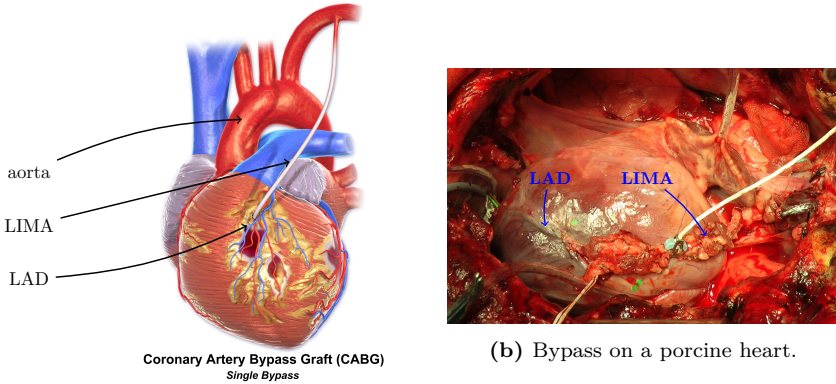 aorta
LIMA
LAD
Coronary Artery Bypass Graft (CABG)
Single Bypass
LAD
LIMA
(b) Bypass on a porcine heart.